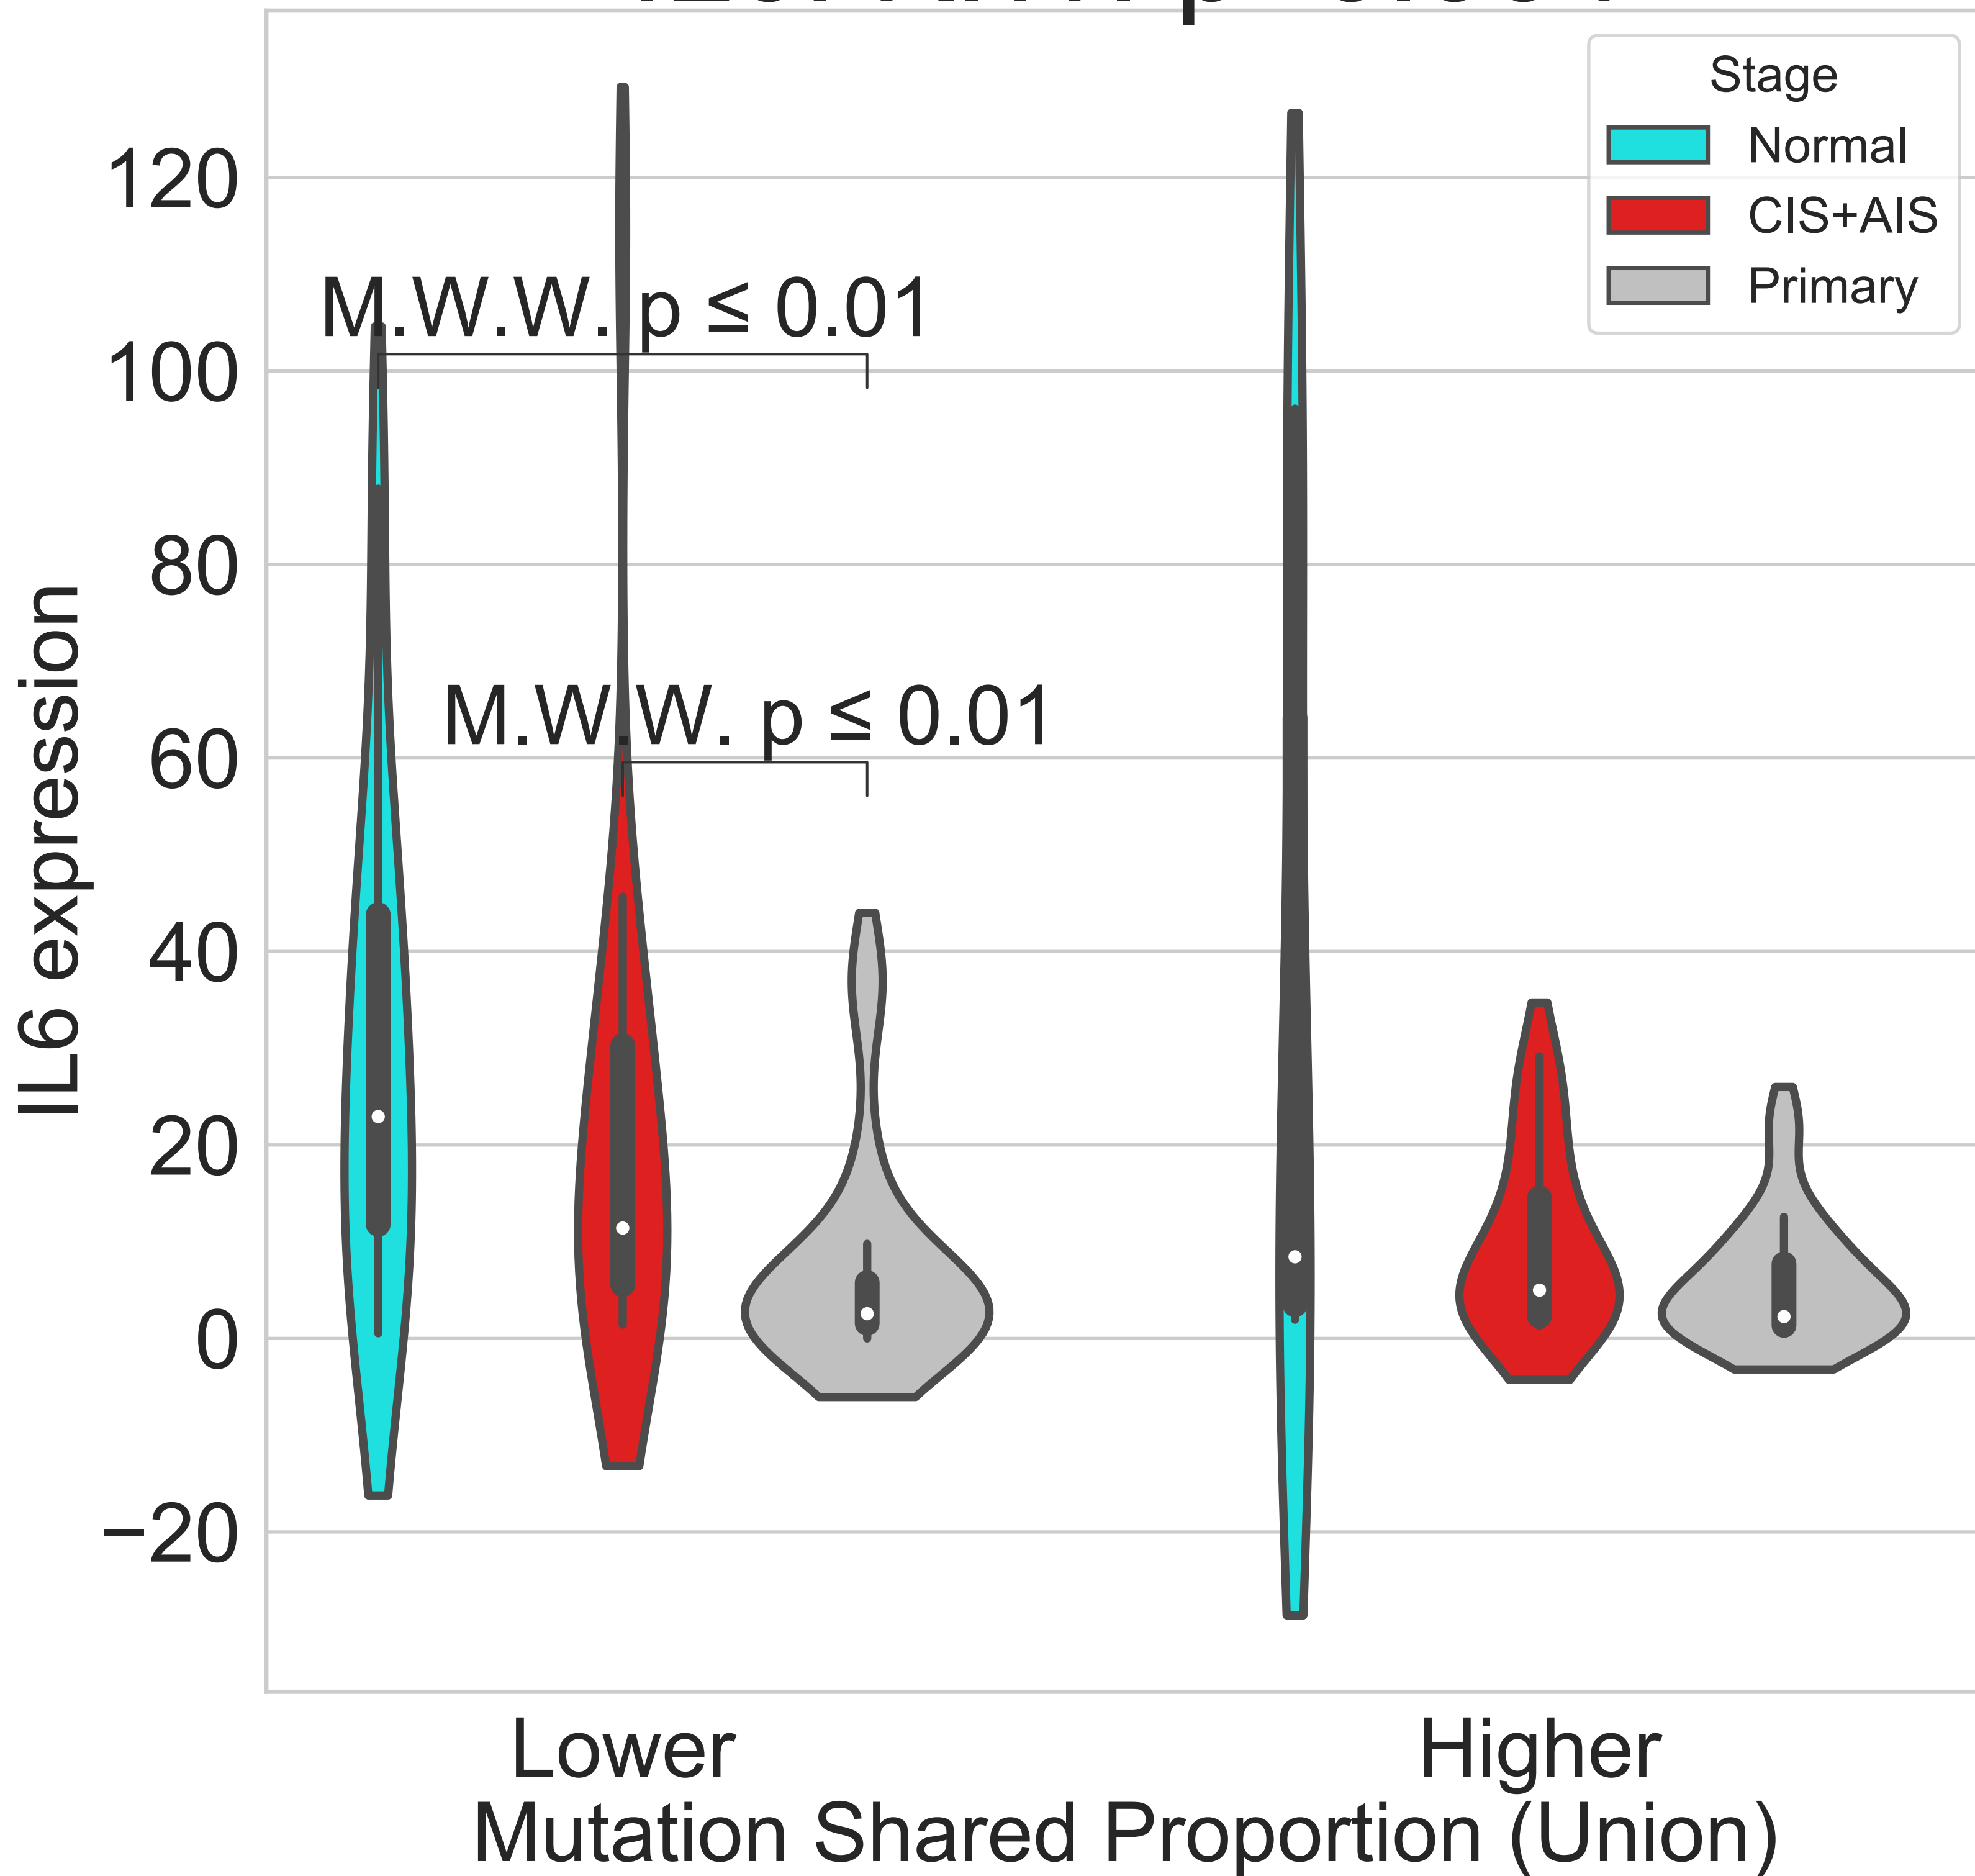 Stage
Normal
CIS+AIS
Primary
120
100
80
60
40
20
0
−20
IL6 expression
M.W.W. p ≤ 0.01
M.W.W. p ≤ 0.01
Lower
Higher
Mutation Shared Proportion (Union)